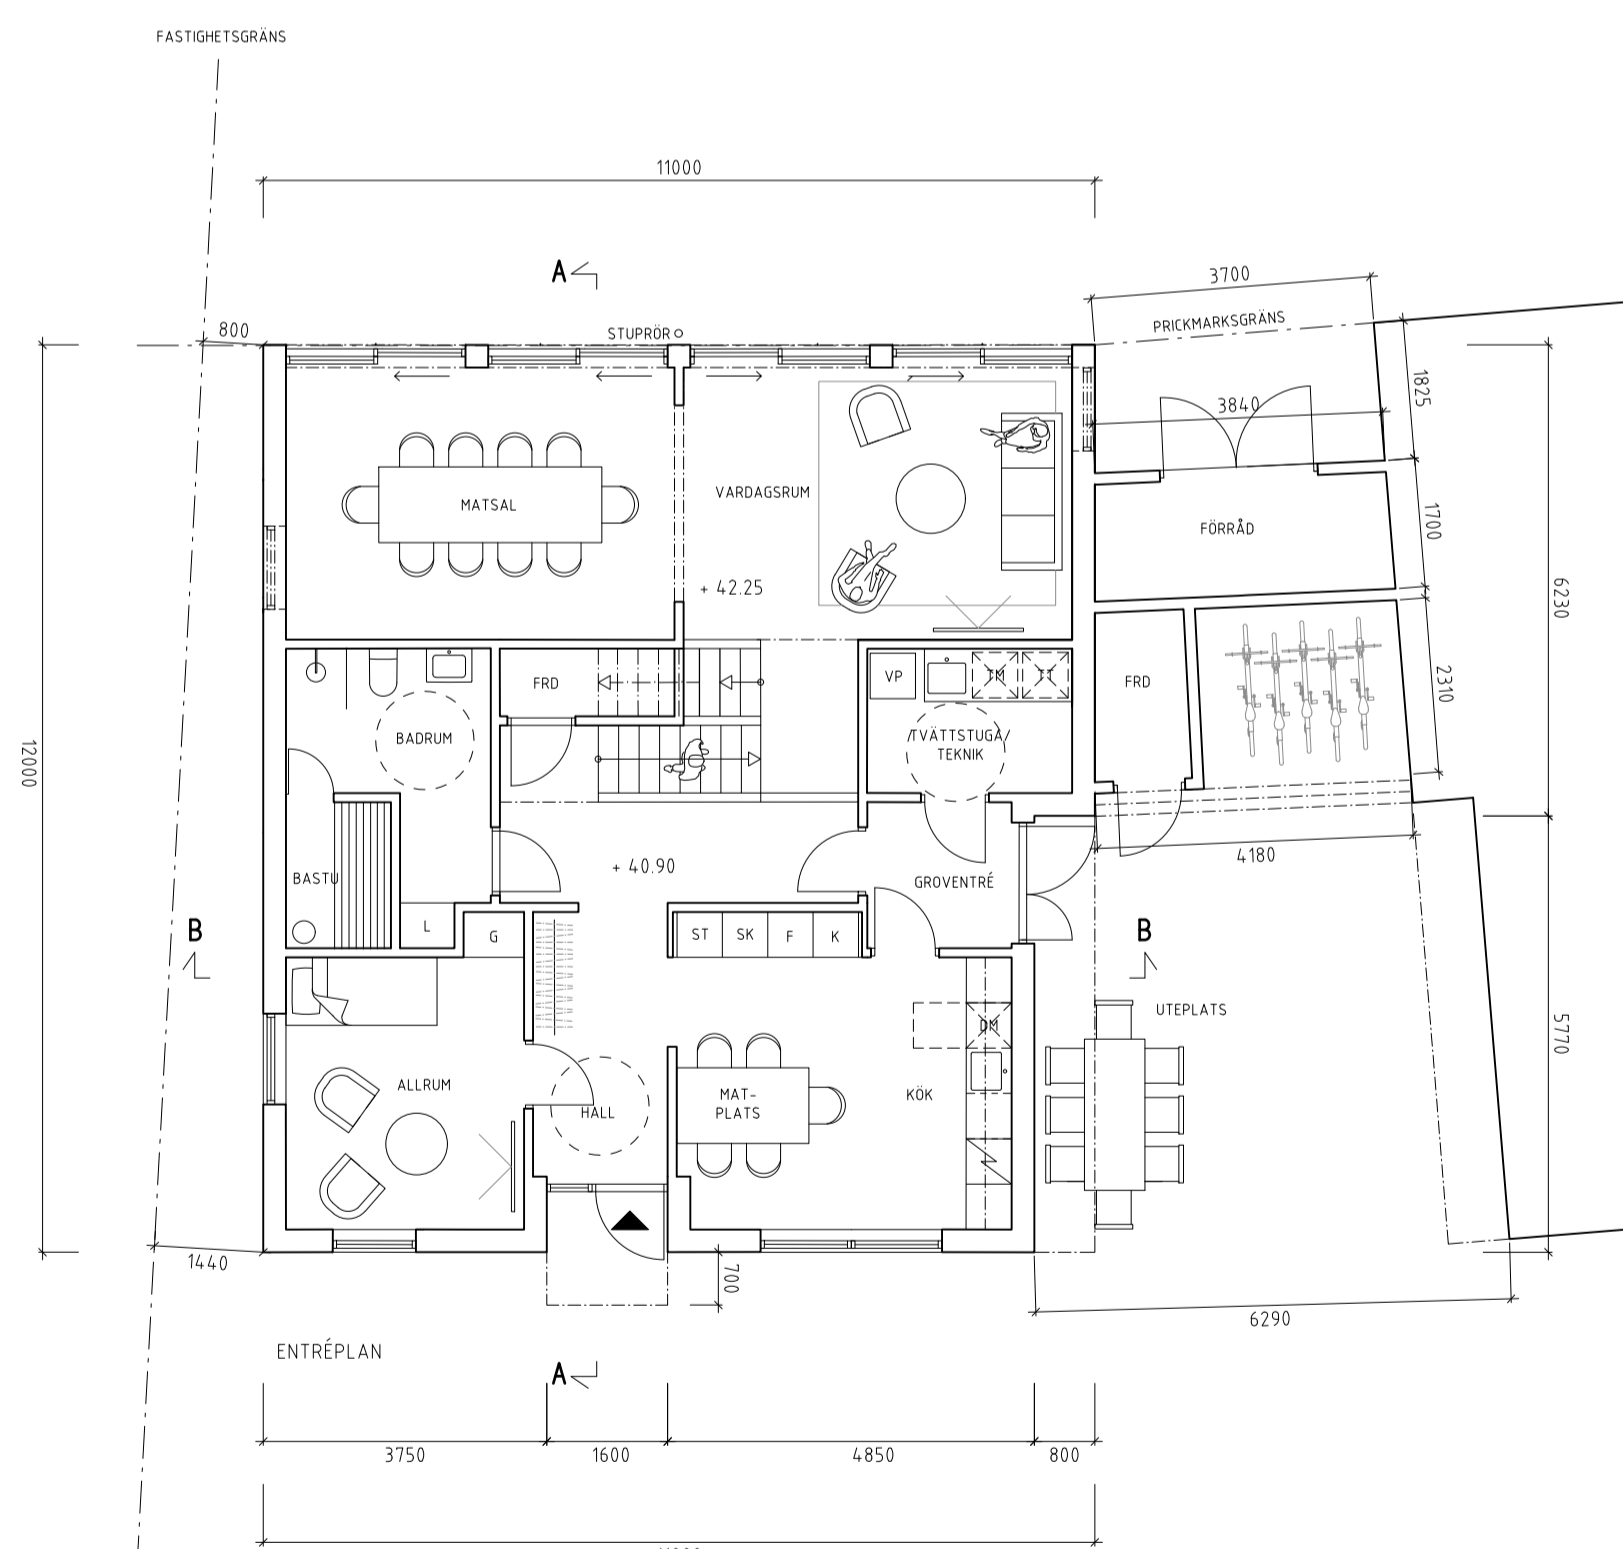 FASTIGHETSGRÄNS
11000
A
3700
PRICKMARKSGRÄNS
800
STUPRÖR
1825
3840
MATSAL
VARDAGSRUM
1700
FÖRRÅD
+ 42.25
6230
12000
FRD
VP
TM
TT
FRD
2310
BADRUM
TVÄTTSTUGA/
TEKNIK
4180
+ 40.90
BASTU
GROVENTRÉ
B
L
G
ST
SK
F
K
B
UTEPLATS
DM
5770
ALLRUM
HALL
MAT-
PLATS
KÖK
1440
700
6290
ENTRÉPLAN
A
3750
1600
4850
800